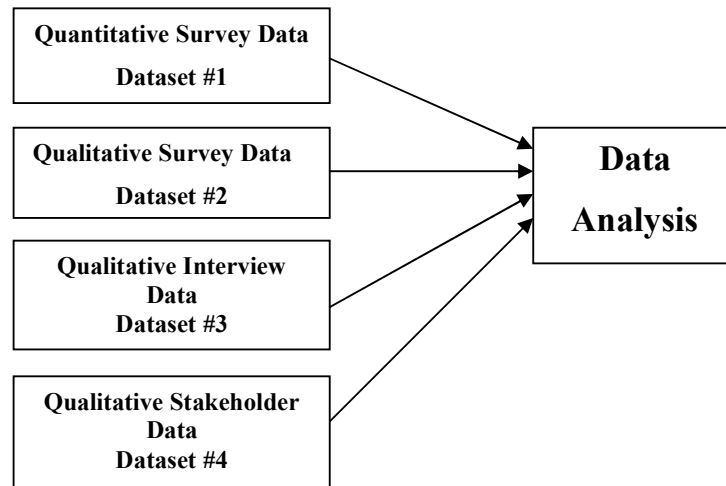 Quantitative Survey Data
Dataset #1
Qualitative Survey Data
Dataset #2
Qualitative Interview
Data
Dataset #3
Qualitative Stakeholder
Data
Dataset #4
Data
Analysis